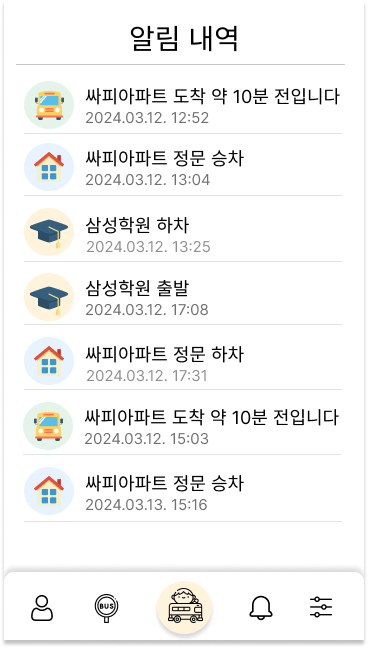 알림 내역
싸피아파트 도착 약 10분 전입니다
2024.03.12. 12:52
싸피아파트 정문 승차
2024.03.12. 13:04
삼성학원 하차
2024.03.12. 13:25
삼성학원 출발
2024.03.12. 17:08
싸피아파트 정문 하차
2024.03.12. 17:31
싸피아파트 도착 약 10분 전입니다
2024.03.12. 15:03
싸피아파트 정문 승차
2024.03.13. 15:16
BUS